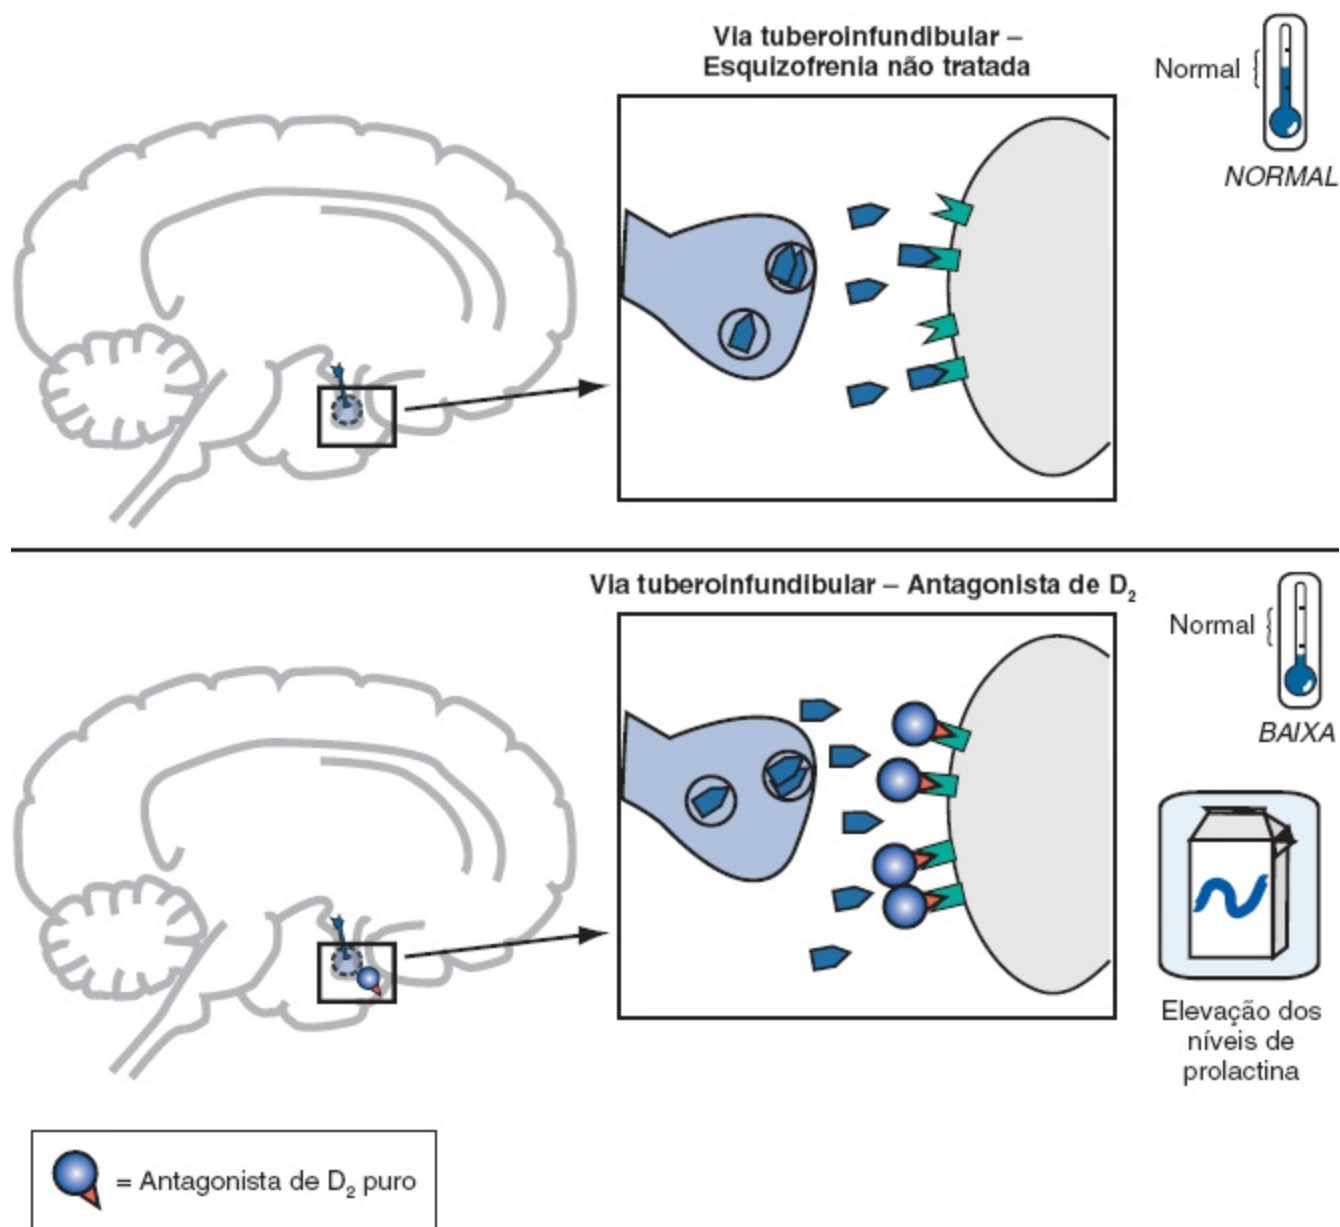 Via tuberoinfundibular –
Esquizofrenia não tratada
Normal
NORMAL
Via tuberoinfundibular – Antagonista de D₂
Normal
BAIXA
Elevação dos
níveis de
prolactina
= Antagonista de D₂ puro